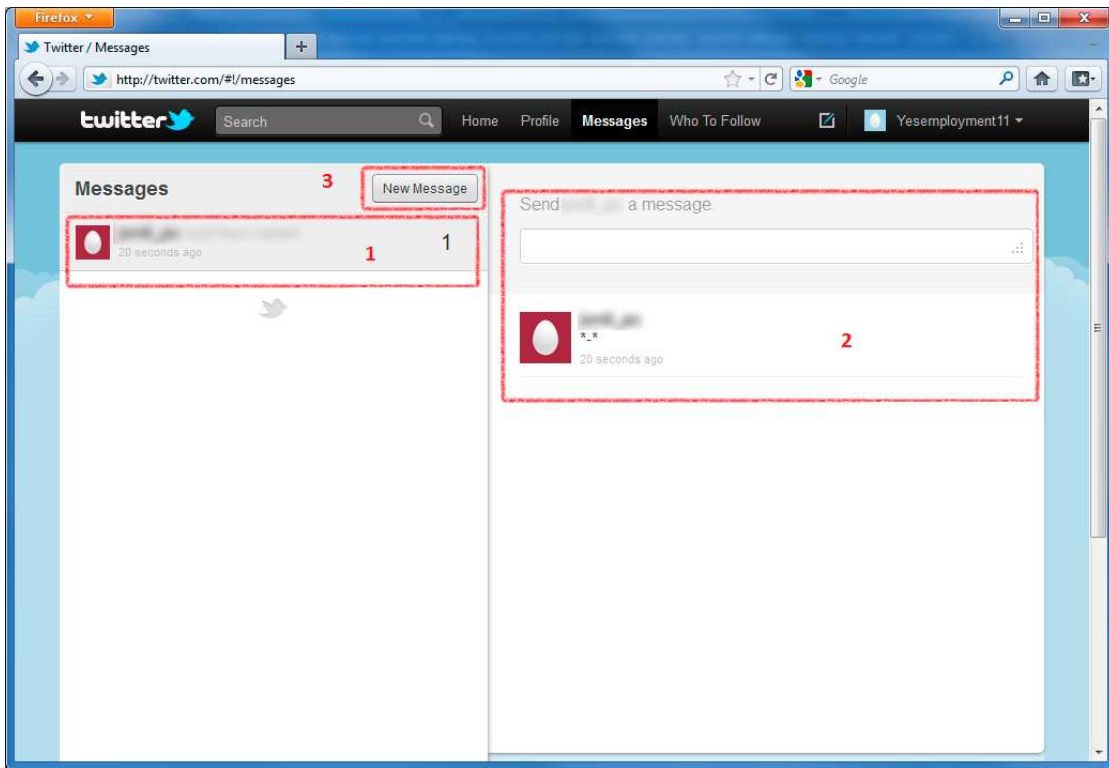 Firefox
Twitter / Messages
http://twitter.com/#!/messages
Google
twitter
Search
Home Profile Messages Who To Follow Yesemployment11
Messages
3
New Message
20 seconds ago
1
1
Send a message
*_*
20 seconds ago
2